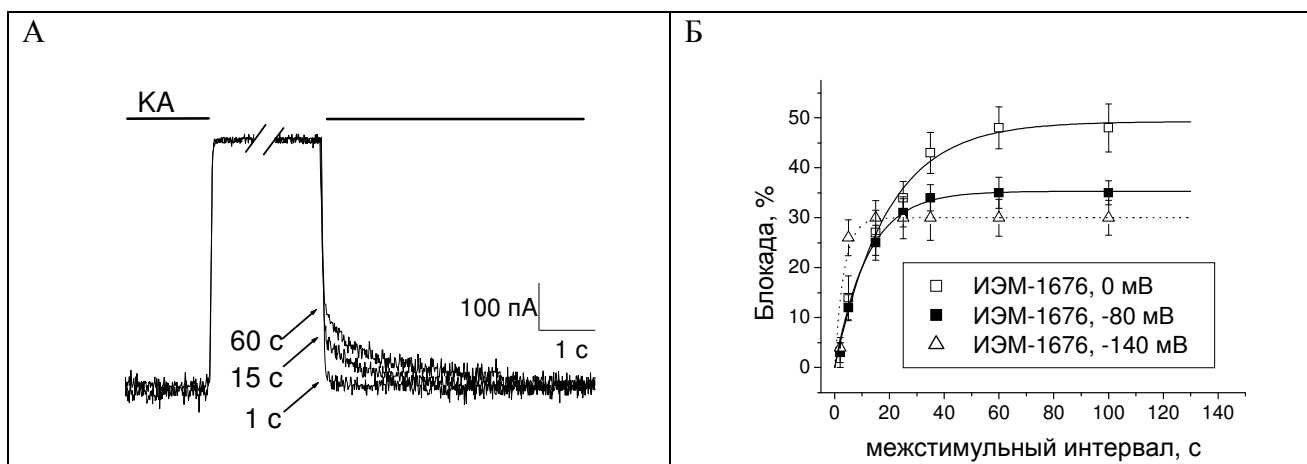 А
КА
100 пА
1 с
60 с
15 с
1 с
Б
Блокада, %
50
40
30
20
10
0
ИЭМ-1676, 0 мВ
ИЭМ-1676, -80 мВ
ИЭМ-1676, -140 мВ
0 20 40 60 80 100 120 140
межстимульный интервал, с